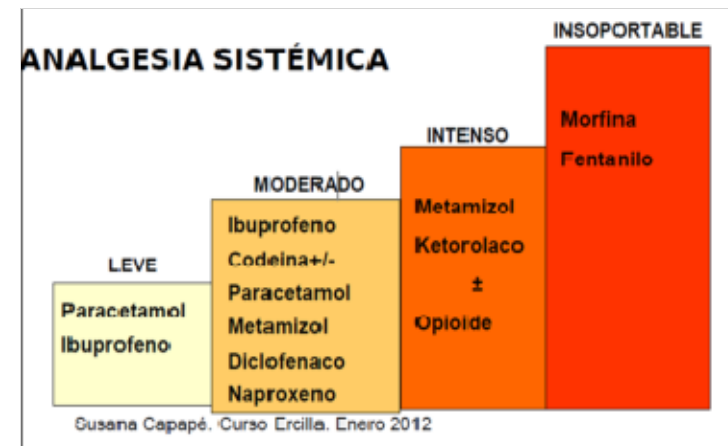 ANALGESIA SISTÉMICA
LEVE
Paracetamol
Ibuprofeno
MODERADO
Ibuprofeno
Codeina+/-
Paracetamol
Metamizol
Diclofenaco
Naproxeno
INTENSO
Metamizol
Ketorolaco
±
Opioide
INSOPORTABLE
Morfina
Fentanilo
Susana Capapé. Curso Ercilla. Enero 2012